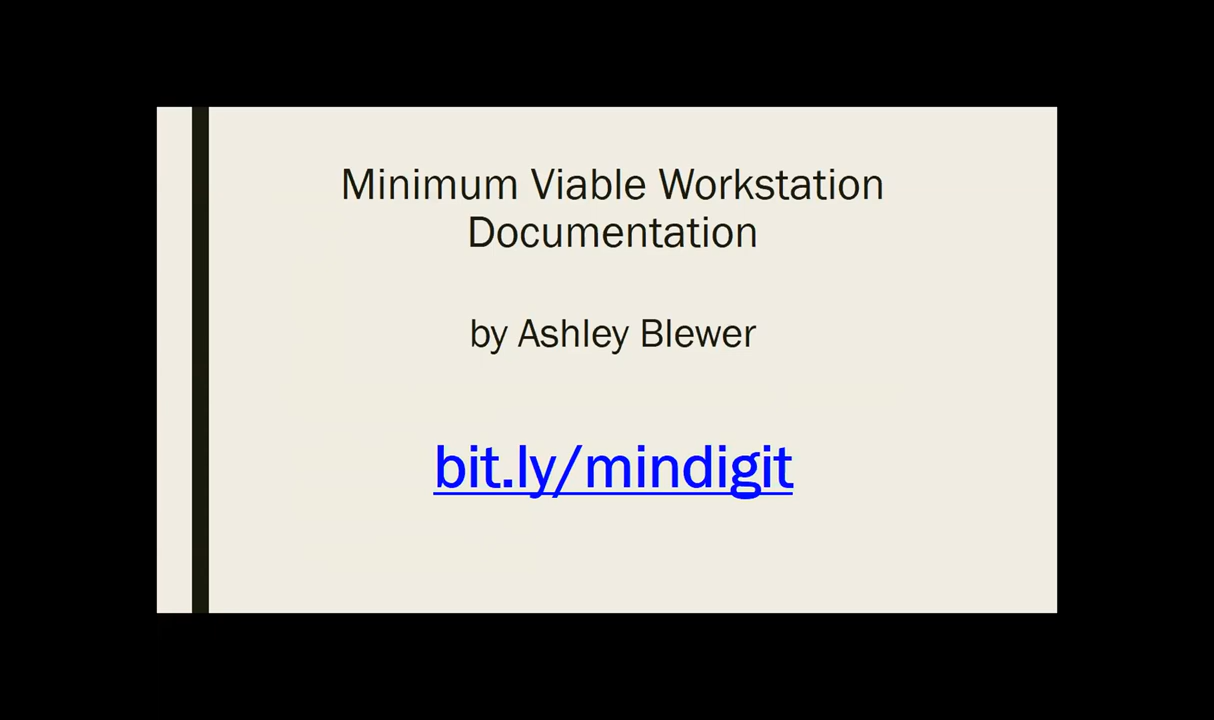 Minimum Viable Workstation
Documentation
by Ashley Blewer
bit.ly/mindigit